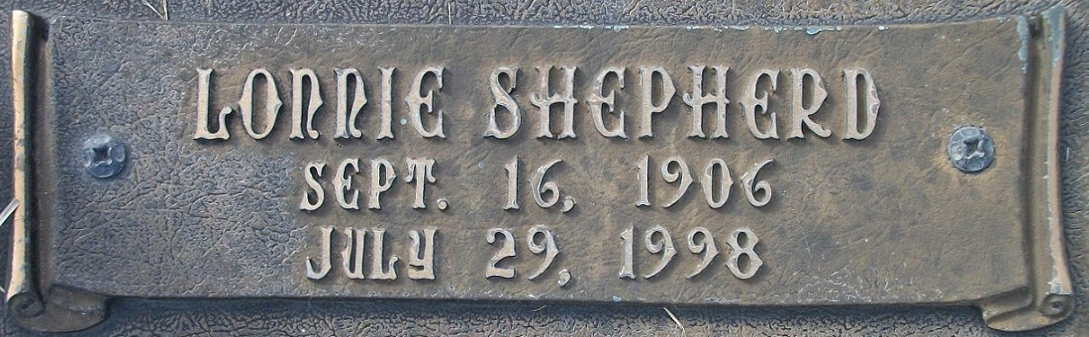 LONNIE SHEPHERD
SEPT. 16, 1906
JULY 29, 1998